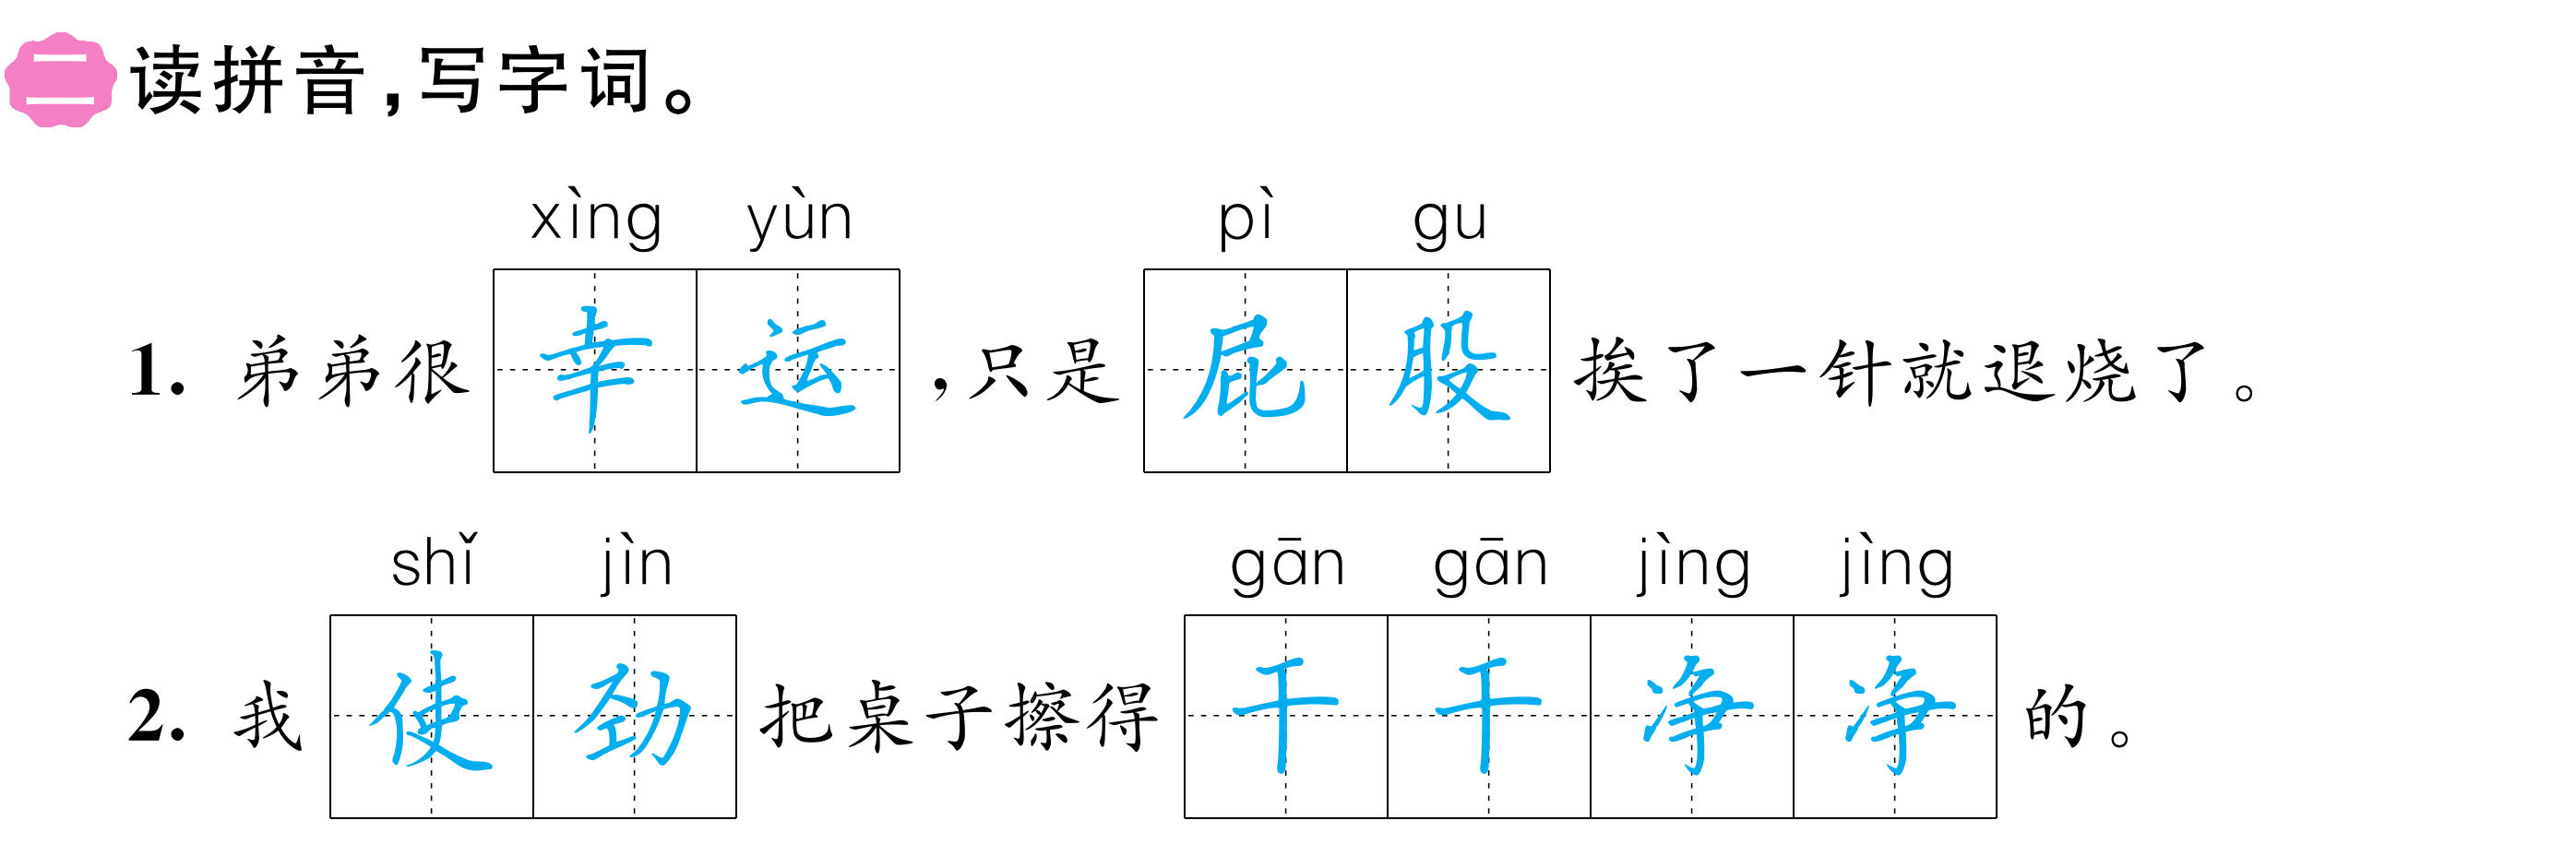 二 读拼音,写字词。
xìng yùn pì gu
1. 弟弟很幸运,只是屁股挨了一针就退烧了。
shǐ jìn gān gān jìng jìng
2. 我使劲把桌子擦得干干净净的。